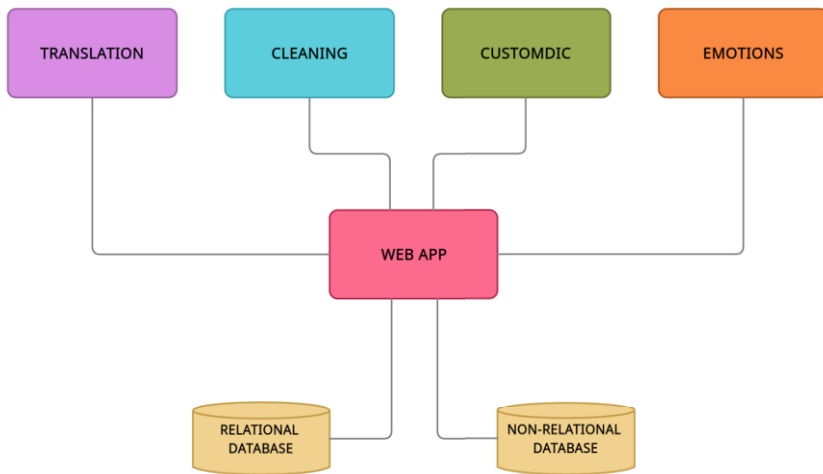 TRANSLATION
CLEANING
CUSTOMDIC
EMOTIONS
WEB APP
RELATIONAL
DATABASE
NON-RELATIONAL
DATABASE